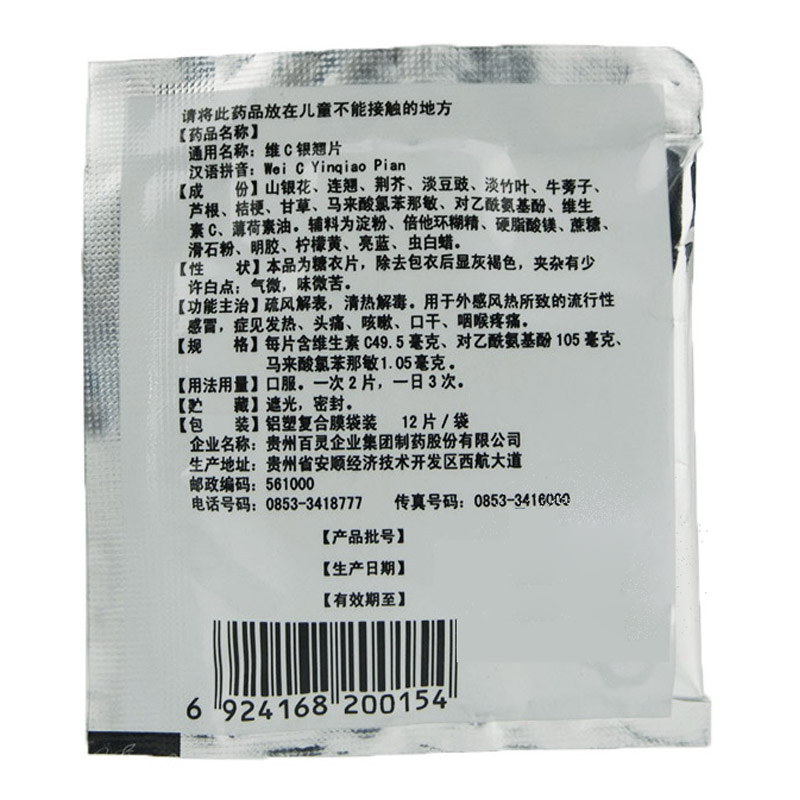 请将此药品放在儿童不能接触的地方
【药品名称】
通用名称：维C银翘片
汉语拼音：Wei C Yinqiao Pian
【成　份】山银花、连翘、荆芥、淡豆豉、淡竹叶、牛蒡子、
芦根、桔梗、甘草、马来酸氯苯那敏、对乙酰氨基酚、维生
素C、薄荷素油。辅料为淀粉、倍他环糊精、硬脂酸镁、蔗糖、
滑石粉、明胶、柠檬黄、亮蓝、虫白蜡。
【性　状】本品为糖衣片，除去包衣后显灰褐色，夹杂有少
许白点；气微，味微苦。
【功能主治】疏风解表，清热解毒。用于外感风热所致的流行性
感冒，症见发热、头痛、咳嗽、口干、咽喉疼痛。
【规　格】每片含维生素C49.5毫克、对乙酰氨基酚105毫克、
马来酸氯苯那敏1.05毫克。
【用法用量】口服。一次2片，一日3次。
【贮　藏】遮光，密封。
【包　装】铝塑复合膜袋装　12片/袋
企业名称：贵州百灵企业集团制药股份有限公司
生产地址：贵州省安顺经济技术开发区西航大道
邮政编码：561000
电话号码：0853-3418777　传真号码：0853-3416000
【产品批号】
【生产日期】
【有效期至】
6 924168 200154